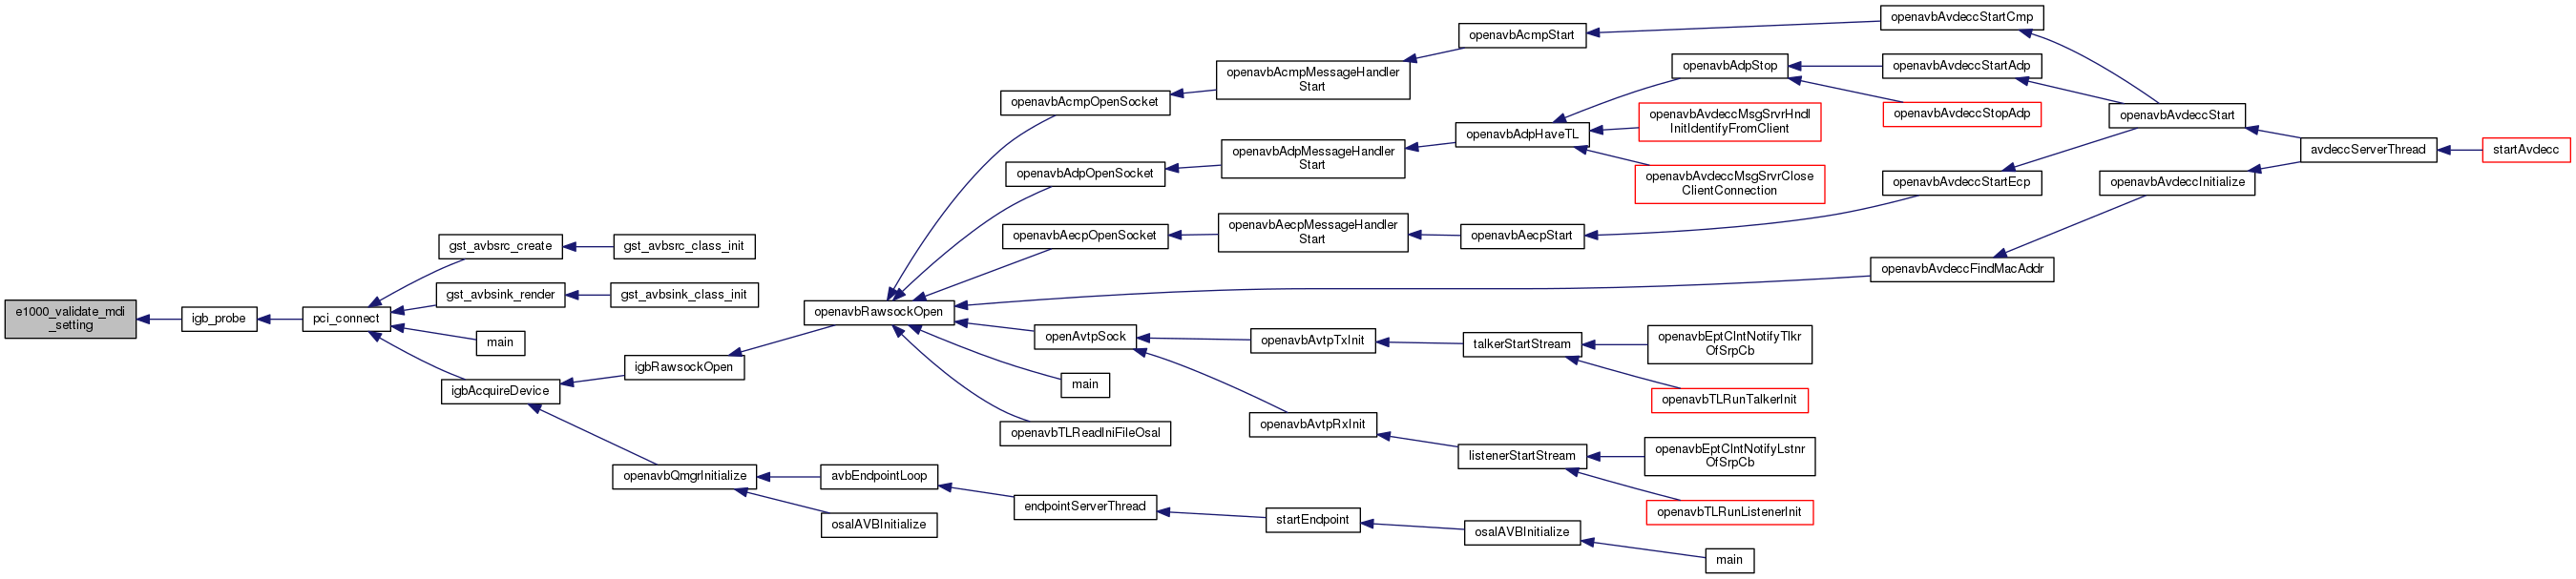 e1000_validate_mdi
_setting
igb_probe
pci_connect
gst_avbsrc_create
gst_avbsrc_class_init
gst_avbsink_render
gst_avbsink_class_init
main
igbAcquireDevice
igbRawsockOpen
openavbRawsockOpen
openavbAcmpOpenSocket
openavbAcmpMessageHandler
Start
openavbAcmpStart
openavbAvdeccStartCmp
openavbAvdeccStart
avdeccServerThread
startAvdecc
openavbAdpOpenSocket
openavbAdpMessageHandler
Start
openavbAdpHaveTL
openavbAdpStop
openavbAvdeccStartAdp
openavbAvdeccStopAdp
openavbAvdeccMsgSrvrHndl
InitIdentifyFromClient
openavbAvdeccMsgSrvrClose
ClientConnection
openavbAecpOpenSocket
openavbAecpMessageHandler
Start
openavbAecpStart
openavbAvdeccStartEcp
openavbAvdeccFindMacAddr
openavbAvdeccInitialize
openAvtpSock
openavbAvtpTxInit
talkerStartStream
openavbEptClntNotifyTlkr
OfSrpCb
openavbTLRunTalkerInit
openavbAvtpRxInit
listenerStartStream
openavbEptClntNotifyLstnr
OfSrpCb
openavbTLRunListenerInit
main
openavbTLReadIniFileOsal
openavbQmgrInitialize
avbEndpointLoop
endpointServerThread
startEndpoint
osalAVBInitialize
main
osalAVBInitialize